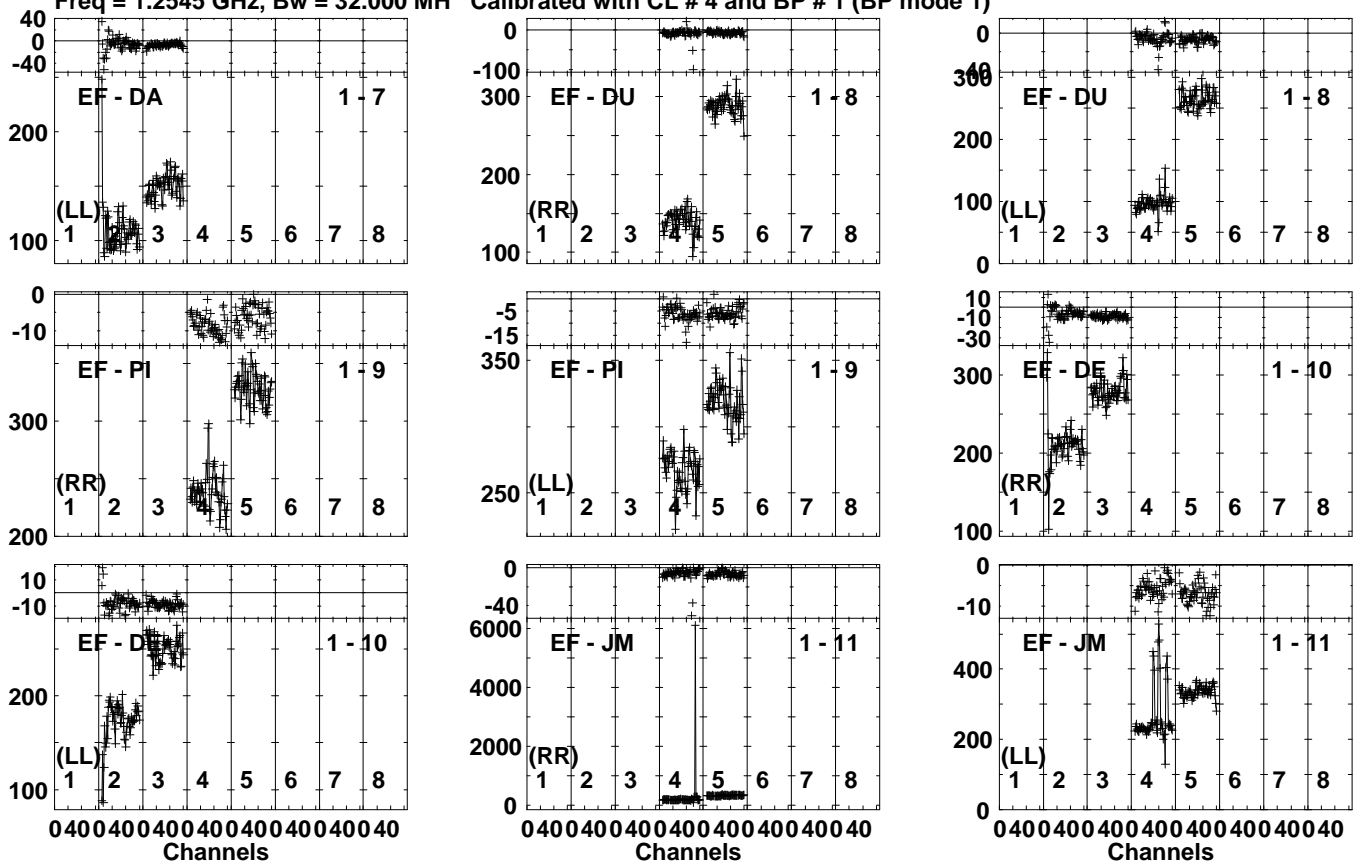 Freq = 1.2545 GHz, Bw = 32.000 MH Calibrated with CL # 4 and BP # 1 (BP mode 1)
40
0
-40
EF - DA 1 - 7
200
(LL)
1 2 3 4 5 6 7 8
100
0
-100
EF - DU 1 - 8
300
200
(RR)
1 2 3 4 5 6 7 8
100
0
-40
300
EF - DU 1 - 8
200
100
(LL)
1 2 3 4 5 6 7 8
0
0
-10
EF - PI 1 - 9
300
(RR)
1 2 3 4 5 6 7 8
200
-5
-15
350
EF - PI 1 - 9
250
(LL)
1 2 3 4 5 6 7 8
10
-10
-30
EF - DE 1 - 10
300
200
(RR)
1 2 3 4 5 6 7 8
100
10
-10
EF - DE 1 - 10
200
(LL)
1 2 3 4 5 6 7 8
100
0 40 0 40 0 40 0 40 0 40 0 40 0 40 0 40
Channels
0
-40
6000
EF - JM 1 - 11
4000
2000
(RR)
1 2 3 4 5 6 7 8
0
0 40 0 40 0 40 0 40 0 40 0 40 0 40 0 40
0
-10
EF - JM 1 - 11
400
200
(LL)
1 2 3 4 5 6 7 8
0
0 40 0 40 0 40 0 40 0 40 0 40 0 40 0 40
Channels